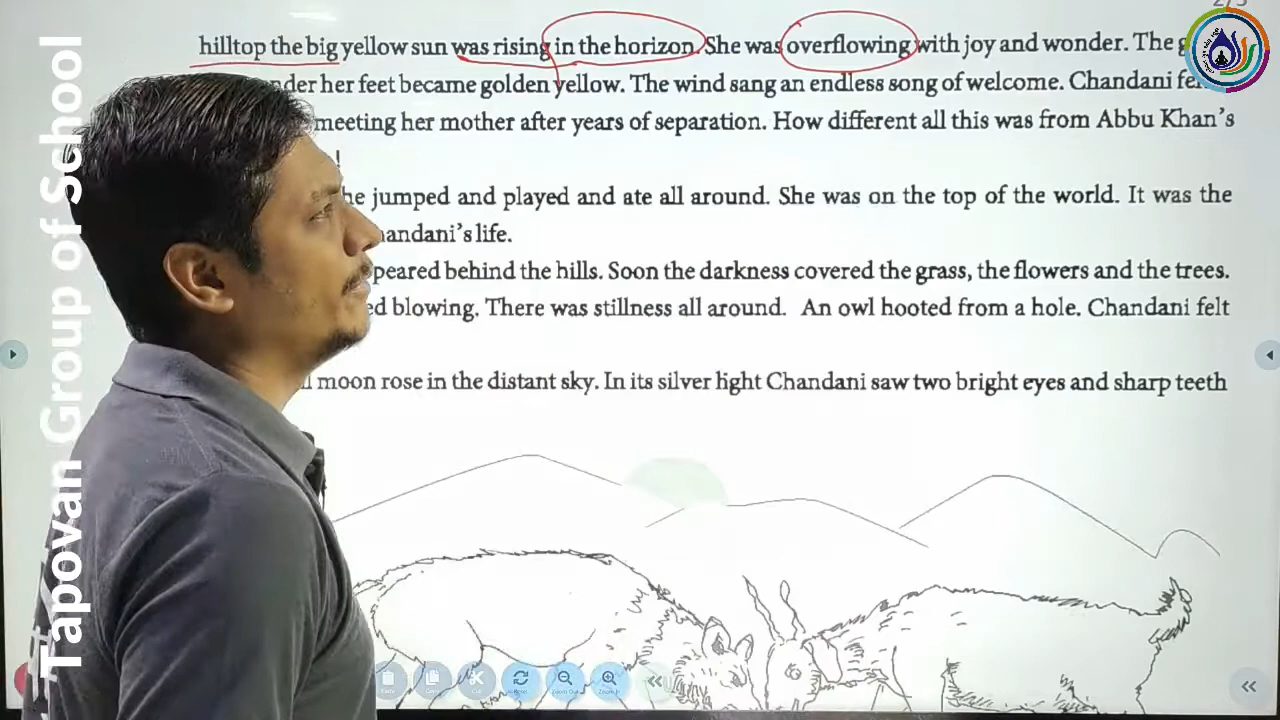 hilltop the big yellow sun was rising in the horizon. She was overflowing with joy and wonder. The
her feet became golden yellow. The wind sang an endless song of welcome. Chandani
meeting her mother after years of separation. How different all this was from Abbu Khan's
!
jumped and played and ate all around. She was on the top of the world. It was the
life.
behind the hills. Soon the darkness covered the grass, the flowers and the trees.
blowing. There was stillness all around. An owl hooted from a hole. Chandani felt
moon rose in the distant sky. In its silver light Chandani saw two bright eyes and sharp teeth
Tapovan Group of School
Cut
Zoom Out
Zoom In